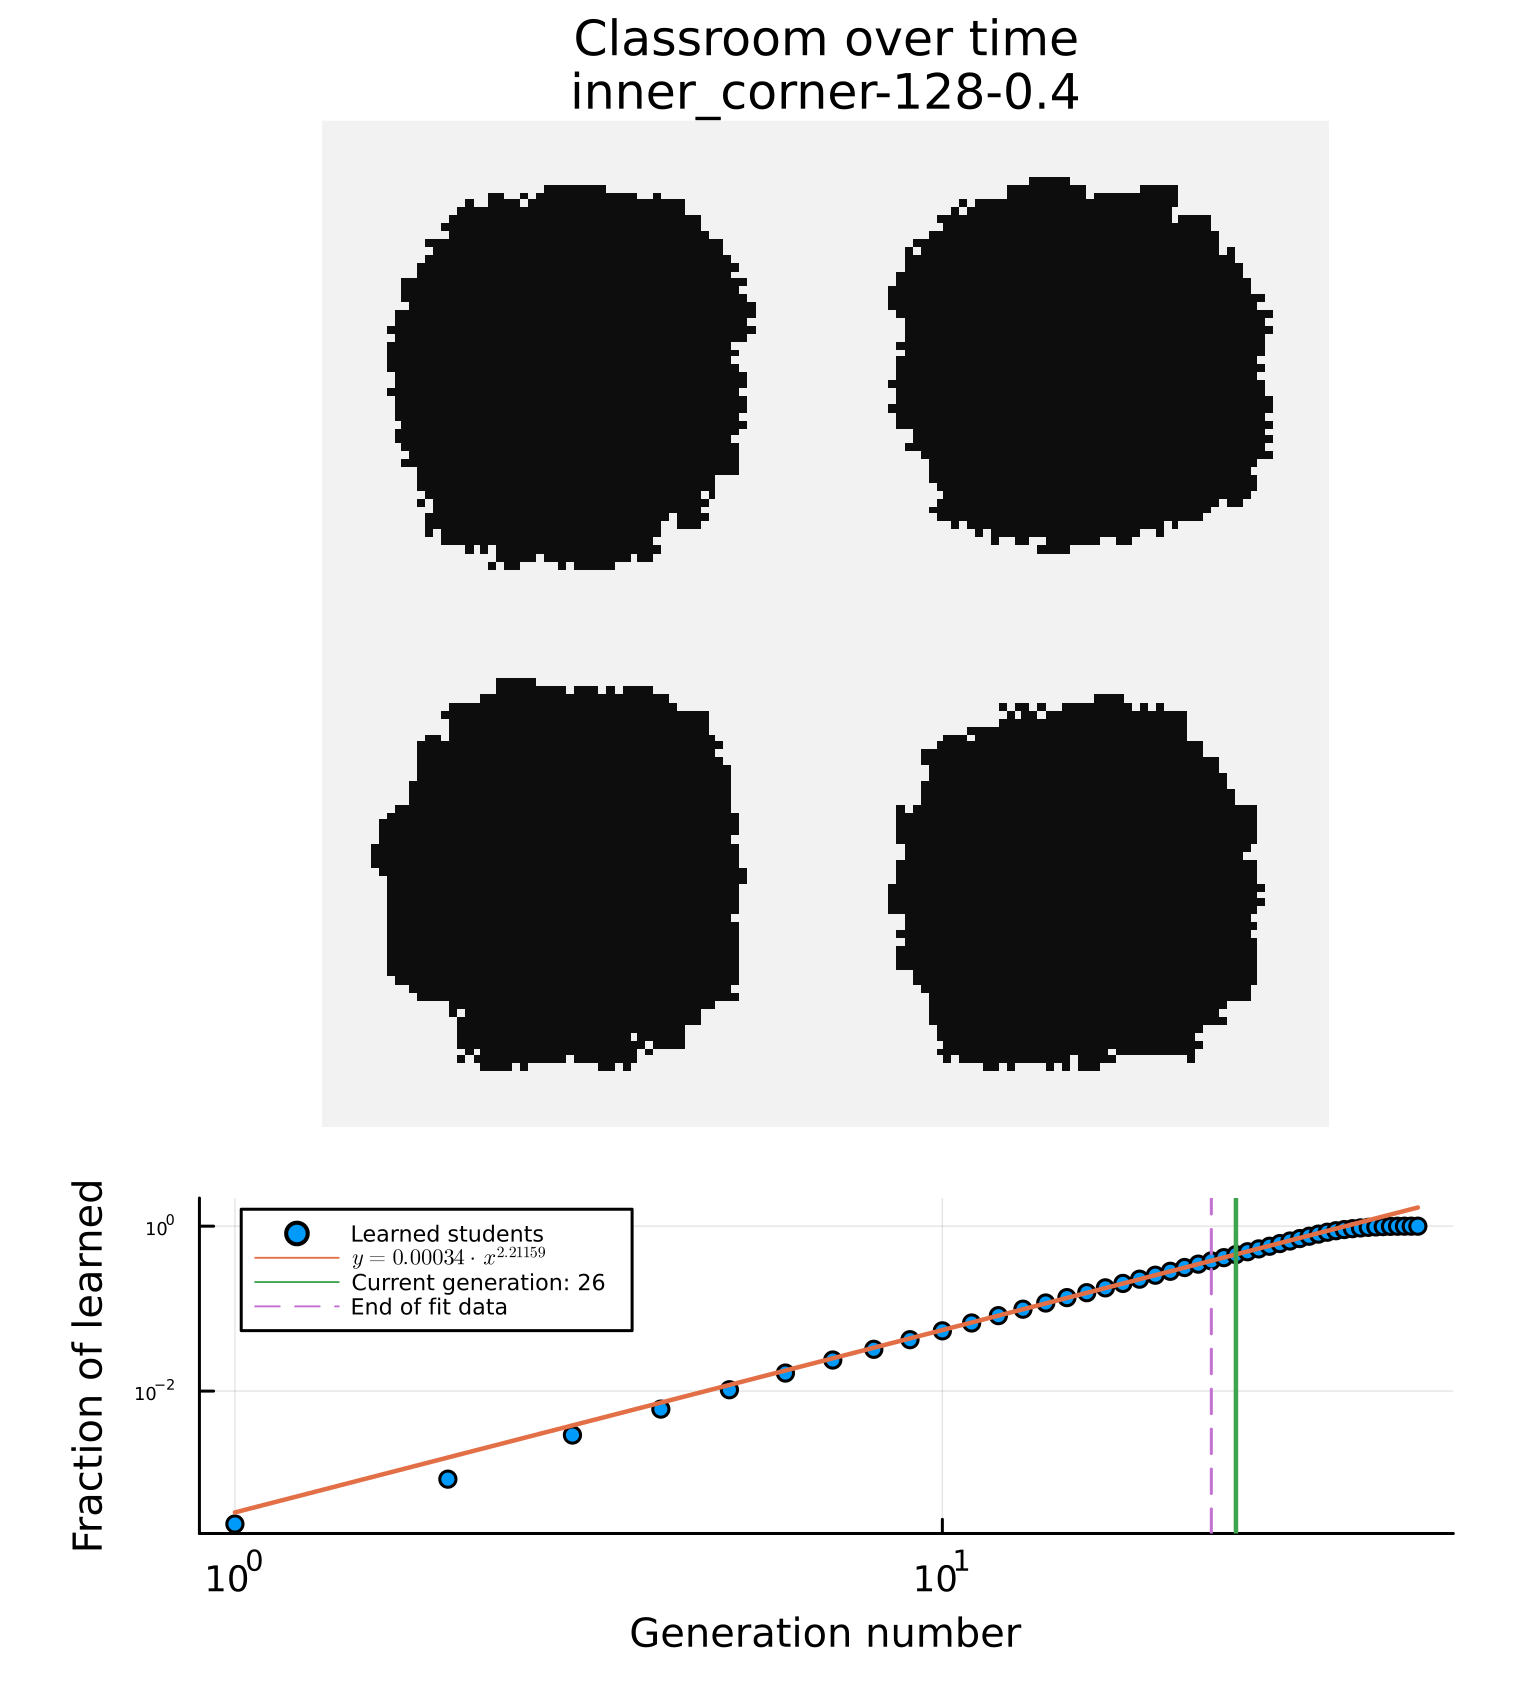 Classroom over time
inner_corner-128-0.4
Fraction of learned
10^0
10^−2
Learned students
y = 0.00034 · x^2.21159
Current generation: 26
End of fit data
10^0
10^1
Generation number